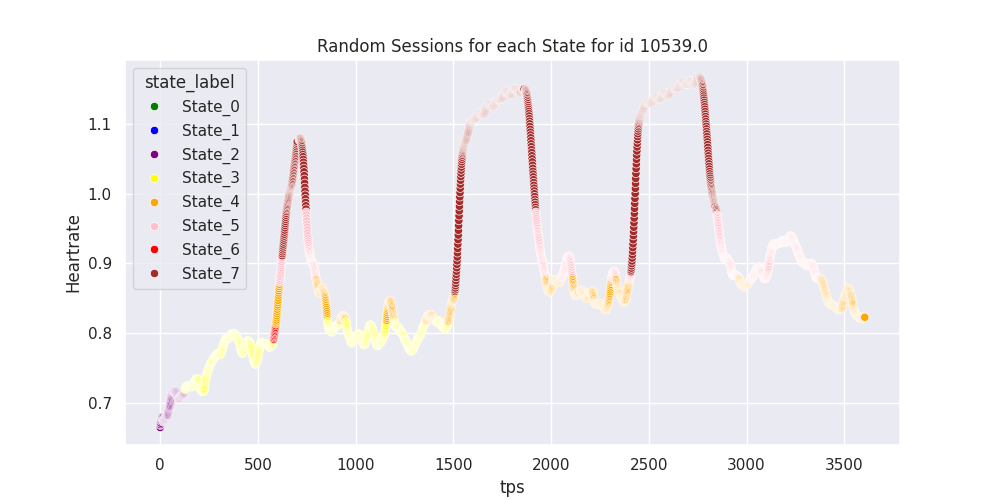 Random Sessions for each State for id 10539.0
state_label
State_0
State_1
State_2
State_3
State_4
State_5
State_6
State_7
Heartrate
1.1
1.0
0.9
0.8
0.7
0 500 1000 1500 2000 2500 3000 3500
tps